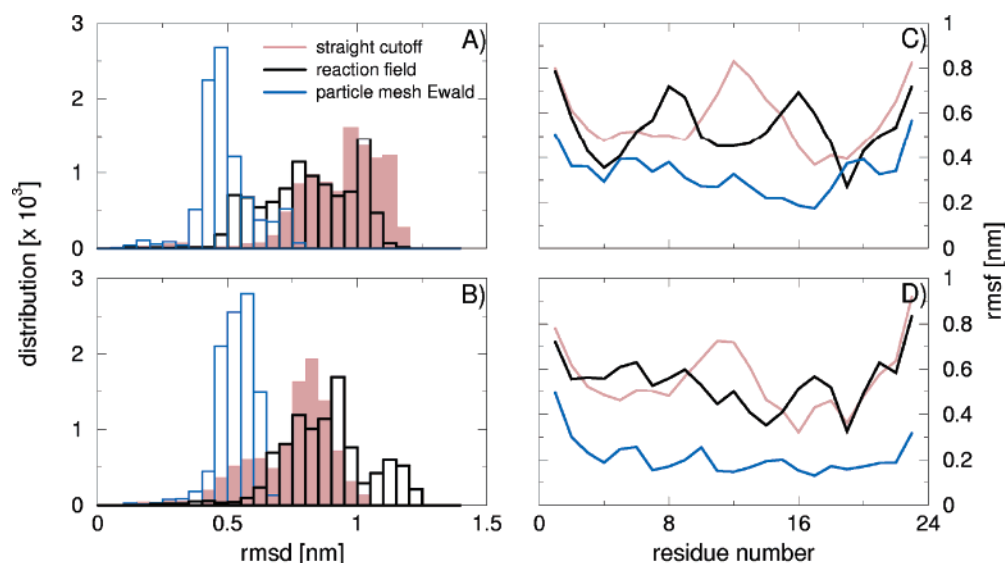 A)
straight cutoff
reaction field
particle mesh Ewald
3
2
1
0
C)
1
0.8
0.6
0.4
0.2
0
distribution [x 10³]
rmsf [nm]
B)
3
2
1
0
0 0.5 1 1.5
rmsd [nm]
D)
1
0.8
0.6
0.4
0.2
0
0 8 16 24
residue number